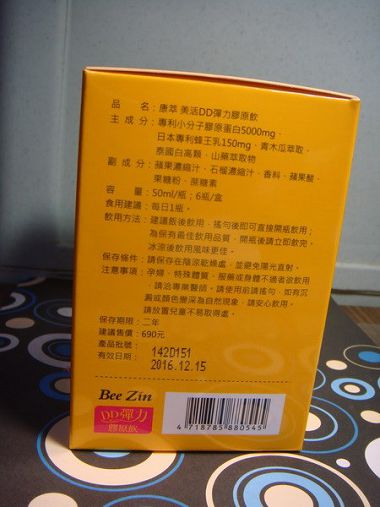 品　名：康萃 美活DD彈力膠原飲
主成分：專利小分子膠原蛋白5000mg、
日本專利蜂王乳150mg、青木瓜萃取、
泰國白高顆、山藥萃取物
副成分：蘋果濃縮汁、石榴濃縮汁、香料、蘋果酸、
果糖粉、蔗糖素
容　量：50ml/瓶；6瓶/盒
食用建議：每日1瓶。
飲用方法：建議飯後飲用，搖勻後即可直接開瓶飲用；
為保有最佳飲用品質，開瓶後請立即飲完。
冰涼後飲用風味更佳。
保存條件：請保存在陰涼乾燥處，並避免陽光直射。
注意事項：孕婦、特殊體質、服藥或身體不適者欲飲用
，請洽專業醫師。請使用前請搖勻，如有沉
澱或顏色變深為自然現象，請安心飲用。
請放置兒童不易取得處。
保存期限：二年
建議售價：690元
產品批號：
有效日期：
142D151
2016.12.15
Bee Zin
DD彈力
膠原飲
4 718785 880545